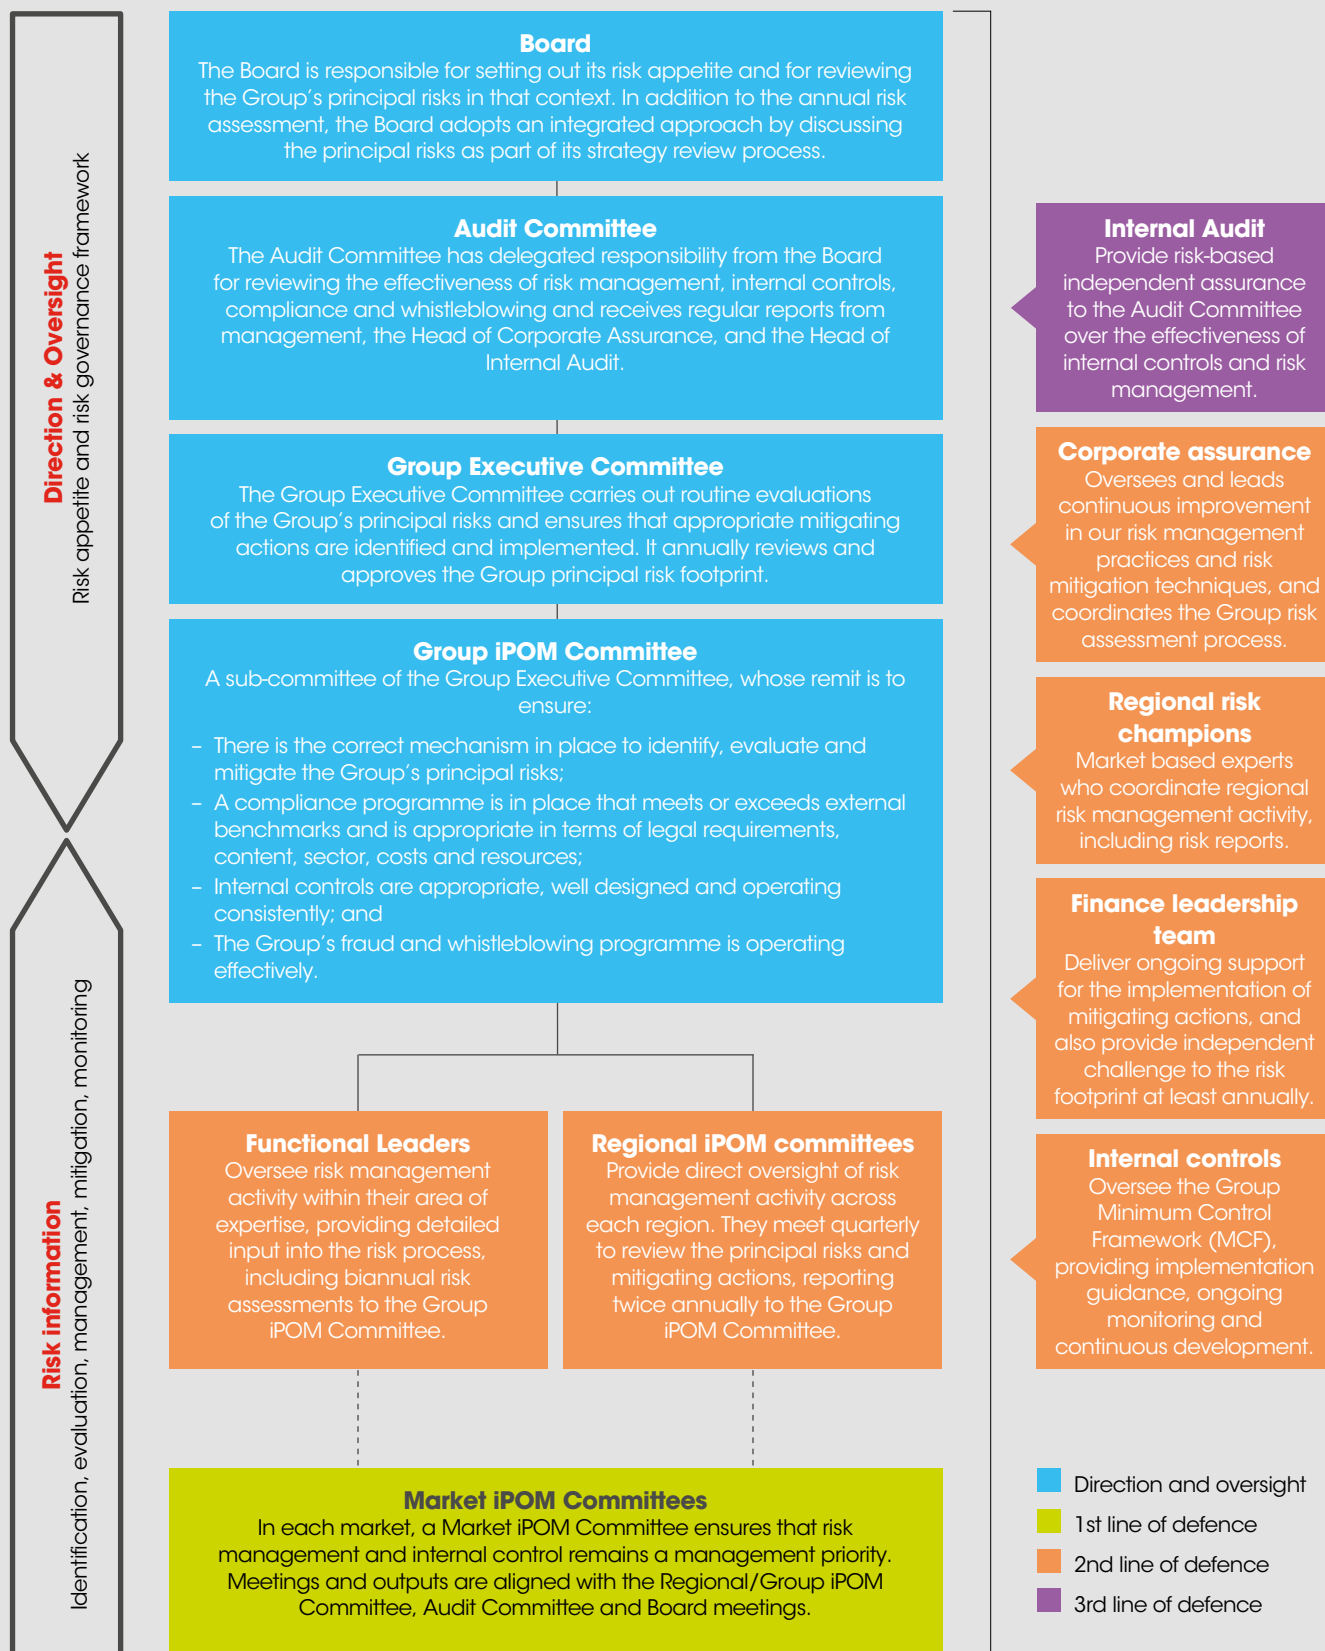 Direction & Oversight
Risk appetite and risk governance framework
Risk information
Identification, evaluation, management, mitigation, monitoring
Board
The Board is responsible for setting out its risk appetite and for reviewing
the Group's principal risks in that context. In addition to the annual risk
assessment, the Board adopts an integrated approach by discussing
the principal risks as part of its strategy review process.
Audit Committee
The Audit Committee has delegated responsibility from the Board
for reviewing the effectiveness of risk management, internal controls,
compliance and whistleblowing and receives regular reports from
management, the Head of Corporate Assurance, and the Head of
Internal Audit.
Group Executive Committee
The Group Executive Committee carries out routine evaluations
of the Group's principal risks and ensures that appropriate mitigating
actions are identified and implemented. It annually reviews and
approves the Group principal risk footprint.
Group iPOM Committee
A sub-committee of the Group Executive Committee, whose remit is to
ensure:
– There is the correct mechanism in place to identify, evaluate and
mitigate the Group's principal risks;
– A compliance programme is in place that meets or exceeds external
benchmarks and is appropriate in terms of legal requirements,
content, sector, costs and resources;
– Internal controls are appropriate, well designed and operating
consistently; and
– The Group's fraud and whistleblowing programme is operating
effectively.
Functional Leaders
Oversee risk management
activity within their area of
expertise, providing detailed
input into the risk process,
including biannual risk
assessments to the Group
iPOM Committee.
Regional iPOM committees
Provide direct oversight of risk
management activity across
each region. They meet quarterly
to review the principal risks and
mitigating actions, reporting
twice annually to the Group
iPOM Committee.
Market iPOM Committees
In each market, a Market iPOM Committee ensures that risk
management and internal control remains a management priority.
Meetings and outputs are aligned with the Regional/Group iPOM
Committee, Audit Committee and Board meetings.
Internal Audit
Provide risk-based
independent assurance
to the Audit Committee
over the effectiveness of
internal controls and risk
management.
Corporate assurance
Oversees and leads
continuous improvement
in our risk management
practices and risk
mitigation techniques, and
coordinates the Group risk
assessment process.
Regional risk
champions
Market based experts
who coordinate regional
risk management activity,
including risk reports.
Finance leadership
team
Deliver ongoing support
for the implementation of
mitigating actions, and
also provide independent
challenge to the risk
footprint at least annually.
Internal controls
Oversee the Group
Minimum Control
Framework (MCF),
providing implementation
guidance, ongoing
monitoring and
continuous development.
Direction and oversight
1st line of defence
2nd line of defence
3rd line of defence